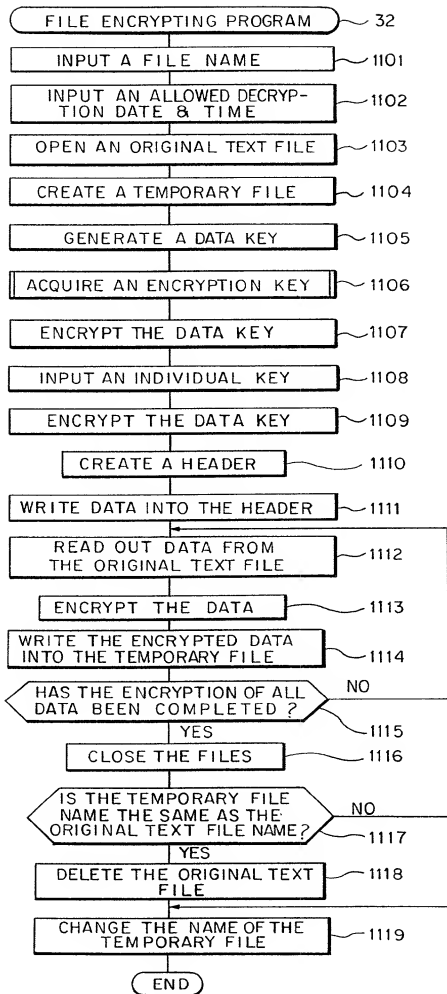 FILE ENCRYPTING PROGRAM 32
INPUT A FILE NAME 1101
INPUT AN ALLOWED DECRYP-
TION DATE & TIME 1102
OPEN AN ORIGINAL TEXT FILE 1103
CREATE A TEMPORARY FILE 1104
GENERATE A DATA KEY 1105
ACQUIRE AN ENCRYPTION KEY 1106
ENCRYPT THE DATA KEY 1107
INPUT AN INDIVIDUAL KEY 1108
ENCRYPT THE DATA KEY 1109
CREATE A HEADER 1110
WRITE DATA INTO THE HEADER 1111
READ OUT DATA FROM
THE ORIGINAL TEXT FILE 1112
ENCRYPT THE DATA 1113
WRITE THE ENCRYPTED DATA
INTO THE TEMPORARY FILE 1114
HAS THE ENCRYPTION OF ALL
DATA BEEN COMPLETED ? NO
1115
YES
CLOSE THE FILES 1116
IS THE TEMPORARY FILE
NAME THE SAME AS THE
ORIGINAL TEXT FILE NAME? NO
1117
YES
DELETE THE ORIGINAL TEXT
FILE 1118
CHANGE THE NAME OF THE
TEMPORARY FILE 1119
END